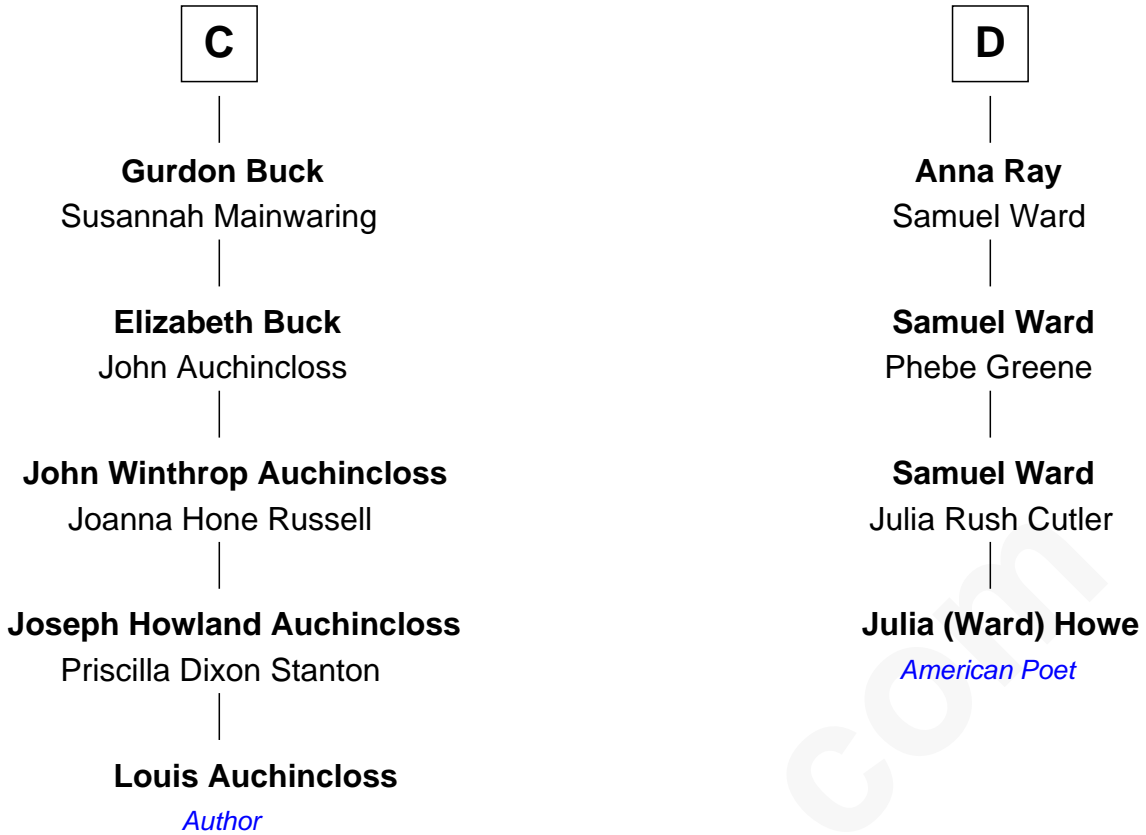 C
Gurdon Buck
Susannah Mainwaring
Elizabeth Buck
John Auchincloss
John Winthrop Auchincloss
Joanna Hone Russell
Joseph Howland Auchincloss
Priscilla Dixon Stanton
Louis Auchincloss
Author
D
Anna Ray
Samuel Ward
Samuel Ward
Phebe Greene
Samuel Ward
Julia Rush Cutler
Julia (Ward) Howe
American Poet
com